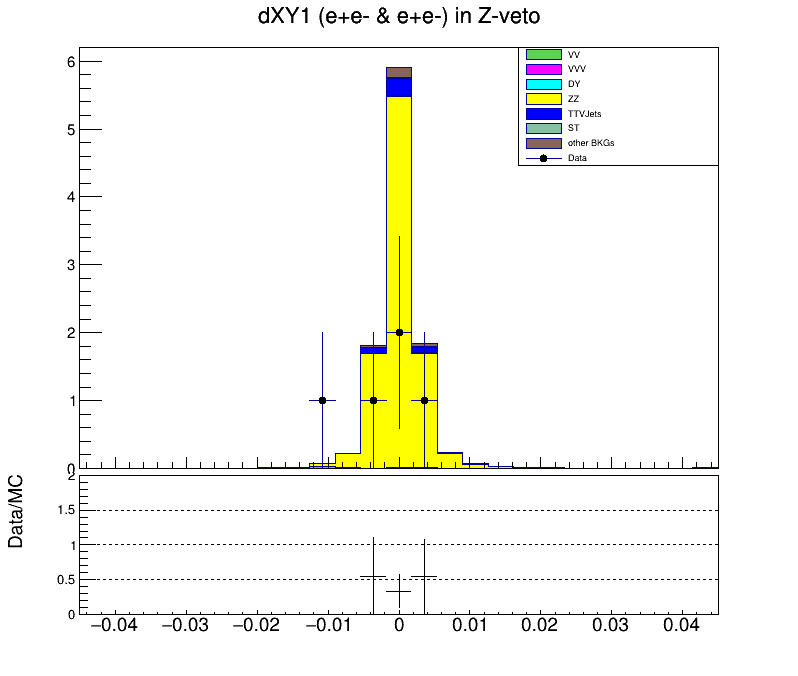 dXY1 (e+e- & e+e-) in Z-veto
VV
VVV
DY
ZZ
TTVJets
ST
other BKGs
Data
6
5
4
3
2
1
0
Data/MC
2
1.5
1
0.5
0
−0.04 −0.03 −0.02 −0.01 0 0.01 0.02 0.03 0.04